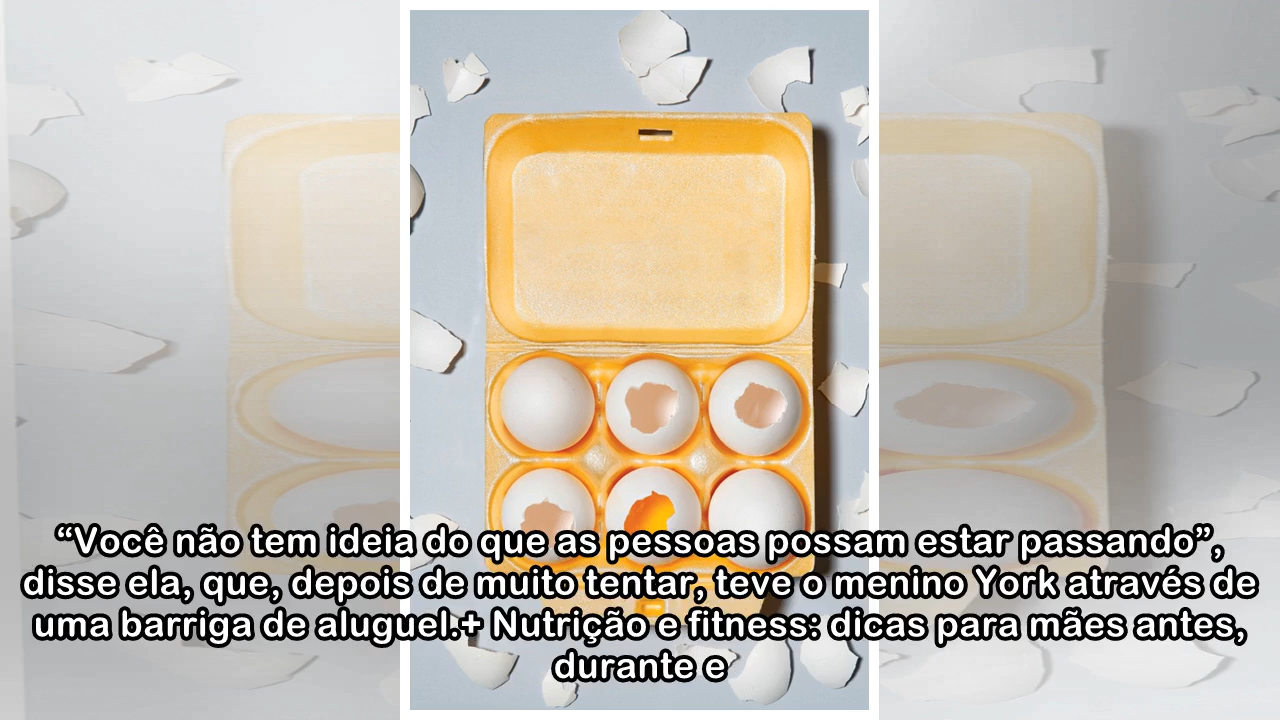 “Você não tem ideia do que as pessoas possam estar passando”,
disse ela, que, depois de muito tentar, teve o menino York através de
uma barriga de aluguel.+ Nutrição e fitness: dicas para mães antes,
durante e